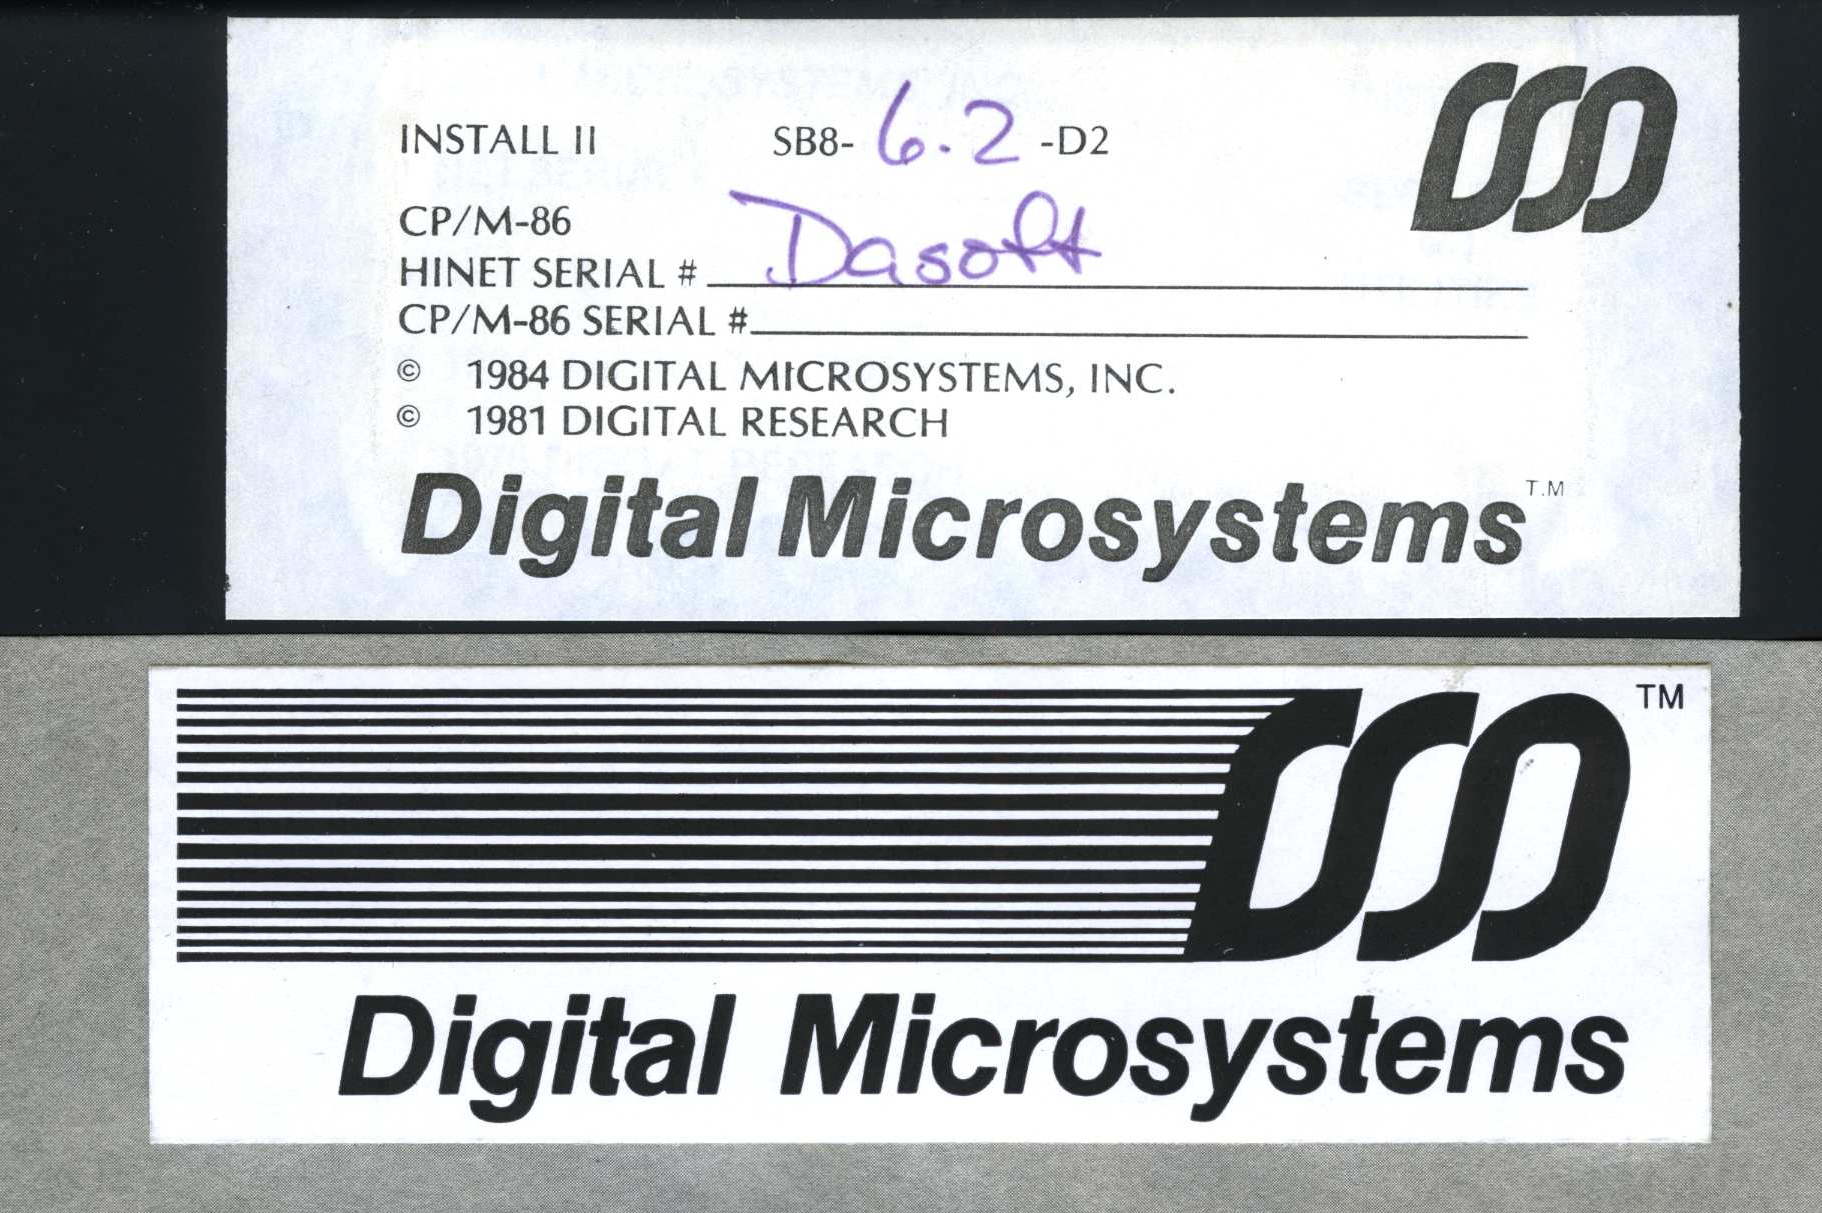 INSTALL II SB8- 6.2 -D2
CP/M-86
HINET SERIAL # Dasoft
CP/M-86 SERIAL #
© 1984 DIGITAL MICROSYSTEMS, INC.
© 1981 DIGITAL RESEARCH
Digital Microsystems T.M
TM
Digital Microsystems